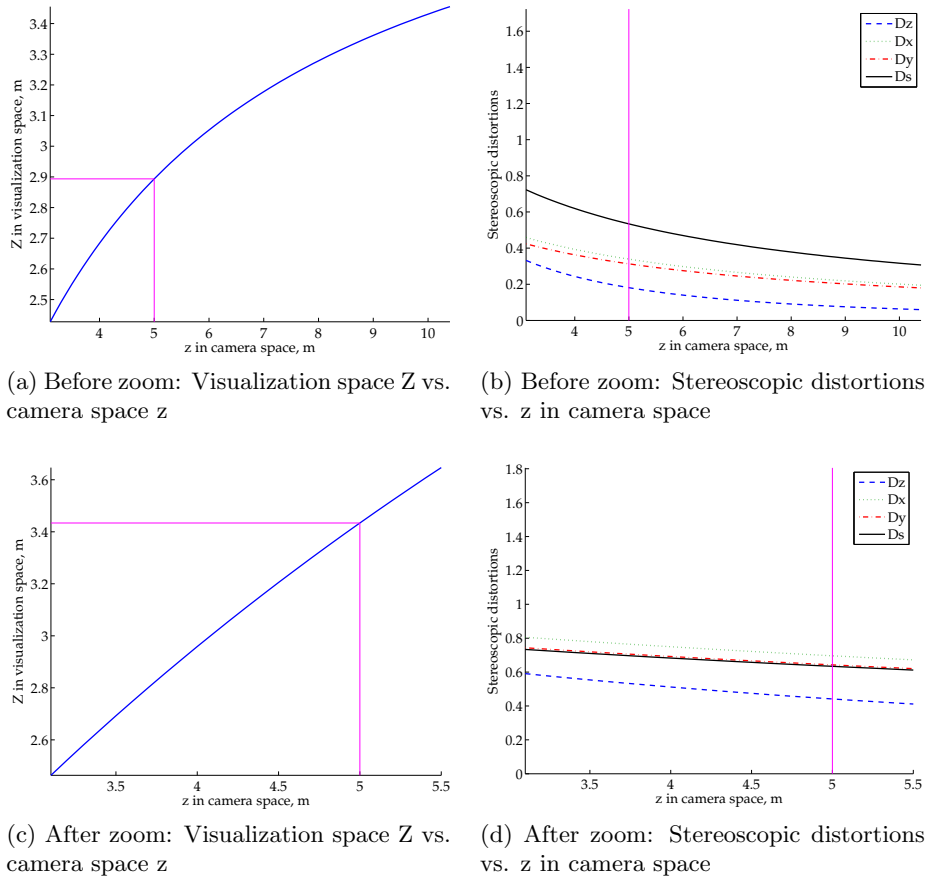 3.4
3.3
3.2
3.1
3
2.9
2.8
2.7
2.6
2.5
Z in visualization space, m
4 5 6 7 8 9 10
z in camera space, m
1.6
1.4
1.2
1
0.8
0.6
0.4
0.2
0
Stereoscopic distortions
4 5 6 7 8 9 10
z in camera space, m
Dz
Dx
Dy
Ds
(a) Before zoom: Visualization space Z vs.
camera space z
(b) Before zoom: Stereoscopic distortions
vs. z in camera space
3.6
3.4
3.2
3
2.8
2.6
Z in visualization space, m
3.5 4 4.5 5 5.5
z in camera space, m
1.8
1.6
1.4
1.2
1
0.8
0.6
0.4
0.2
0
Stereoscopic distortions
3.5 4 4.5 5 5.5
z in camera space, m
Dz
Dx
Dy
Ds
(c) After zoom: Visualization space Z vs.
camera space z
(d) After zoom: Stereoscopic distortions
vs. z in camera space